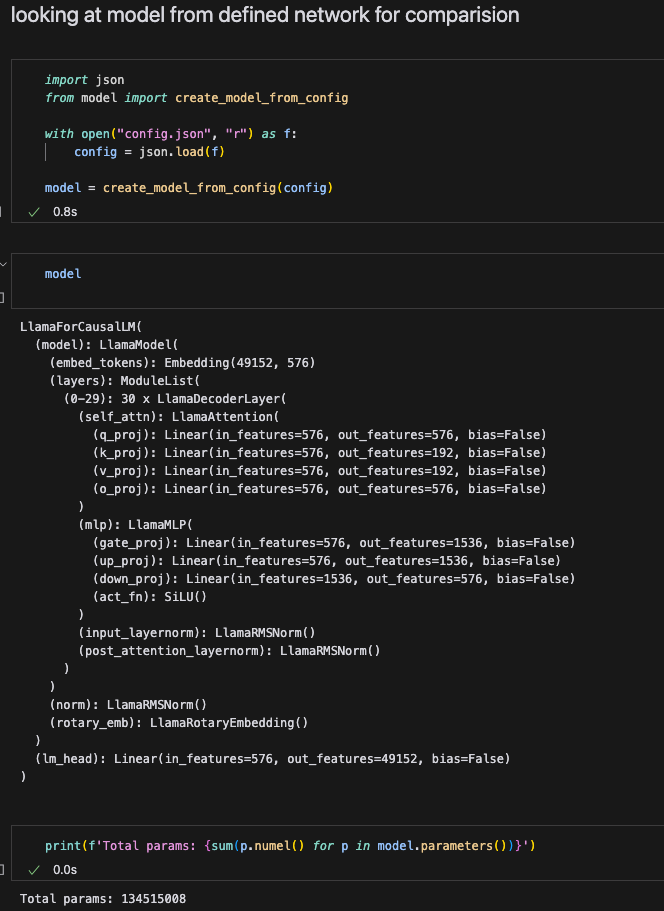 looking at model from defined network for comparision
import json
from model import create_model_from_config
with open("config.json", "r") as f:
    config = json.load(f)
model = create_model_from_config(config)
0.8s
model
LlamaForCausalLM(
  (model): LlamaModel(
    (embed_tokens): Embedding(49152, 576)
    (layers): ModuleList(
      (0-29): 30 x LlamaDecoderLayer(
        (self_attn): LlamaAttention(
          (q_proj): Linear(in_features=576, out_features=576, bias=False)
          (k_proj): Linear(in_features=576, out_features=192, bias=False)
          (v_proj): Linear(in_features=576, out_features=192, bias=False)
          (o_proj): Linear(in_features=576, out_features=576, bias=False)
        )
        (mlp): LlamaMLP(
          (gate_proj): Linear(in_features=576, out_features=1536, bias=False)
          (up_proj): Linear(in_features=576, out_features=1536, bias=False)
          (down_proj): Linear(in_features=1536, out_features=576, bias=False)
          (act_fn): SiLU()
        )
        (input_layernorm): LlamaRMSNorm()
        (post_attention_layernorm): LlamaRMSNorm()
      )
    )
    (norm): LlamaRMSNorm()
    (rotary_emb): LlamaRotaryEmbedding()
  )
  (lm_head): Linear(in_features=576, out_features=49152, bias=False)
)
print(f'Total params: {sum(p.numel() for p in model.parameters())}')
0.0s
Total params: 134515008